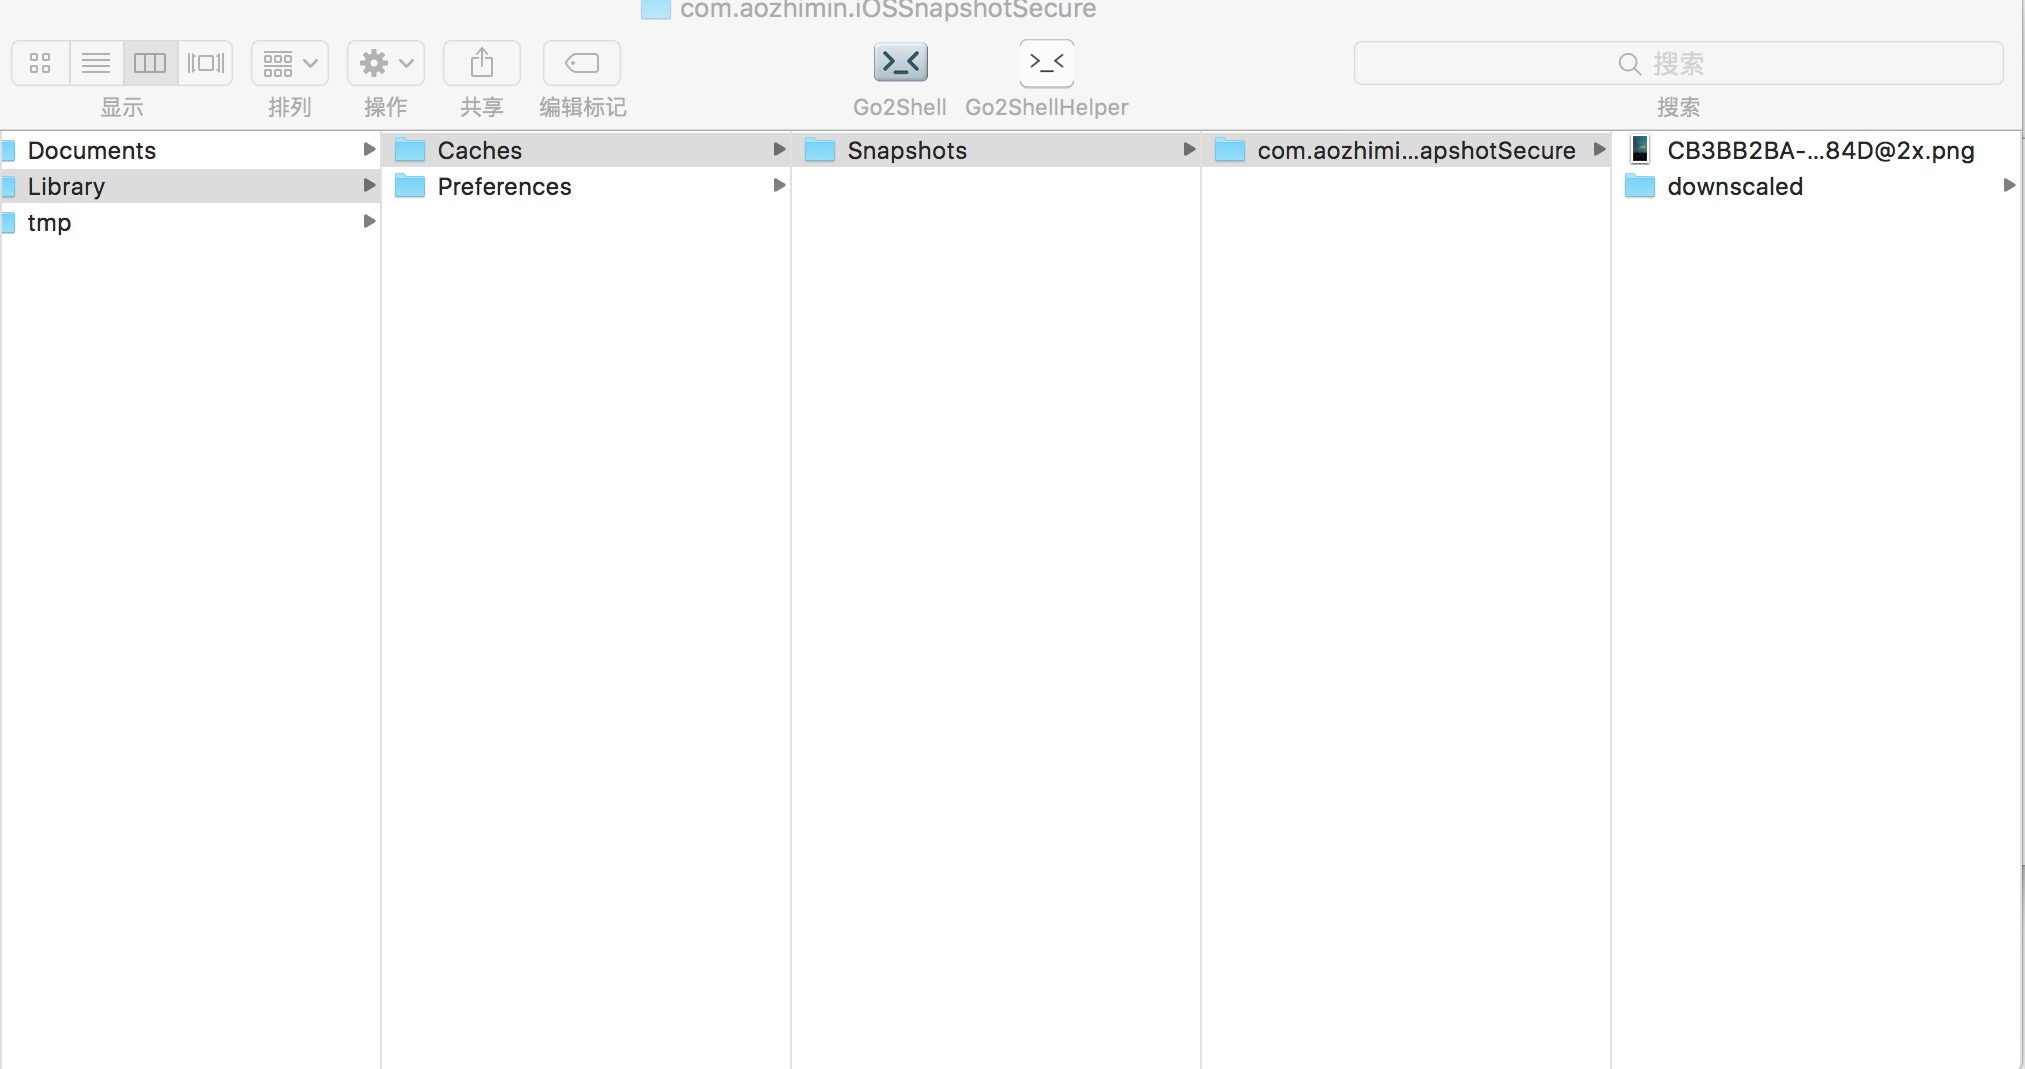 com.aozhimin.iOSSnapshotSecure
搜索
显示
排列
操作
共享
编辑标记
Go2Shell
Go2ShellHelper
搜索
Documents
Library
tmp
Caches
Preferences
Snapshots
com.aozhimi...apshotSecure
CB3BB2BA-...84D@2x.png
downscaled